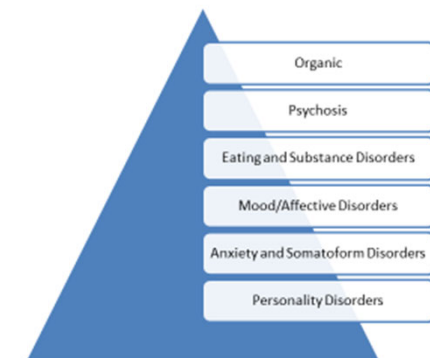 Organic
Psychosis
Eating and Substance Disorders
Mood/Affective Disorders
Anxiety and Somatoform Disorders
Personality Disorders